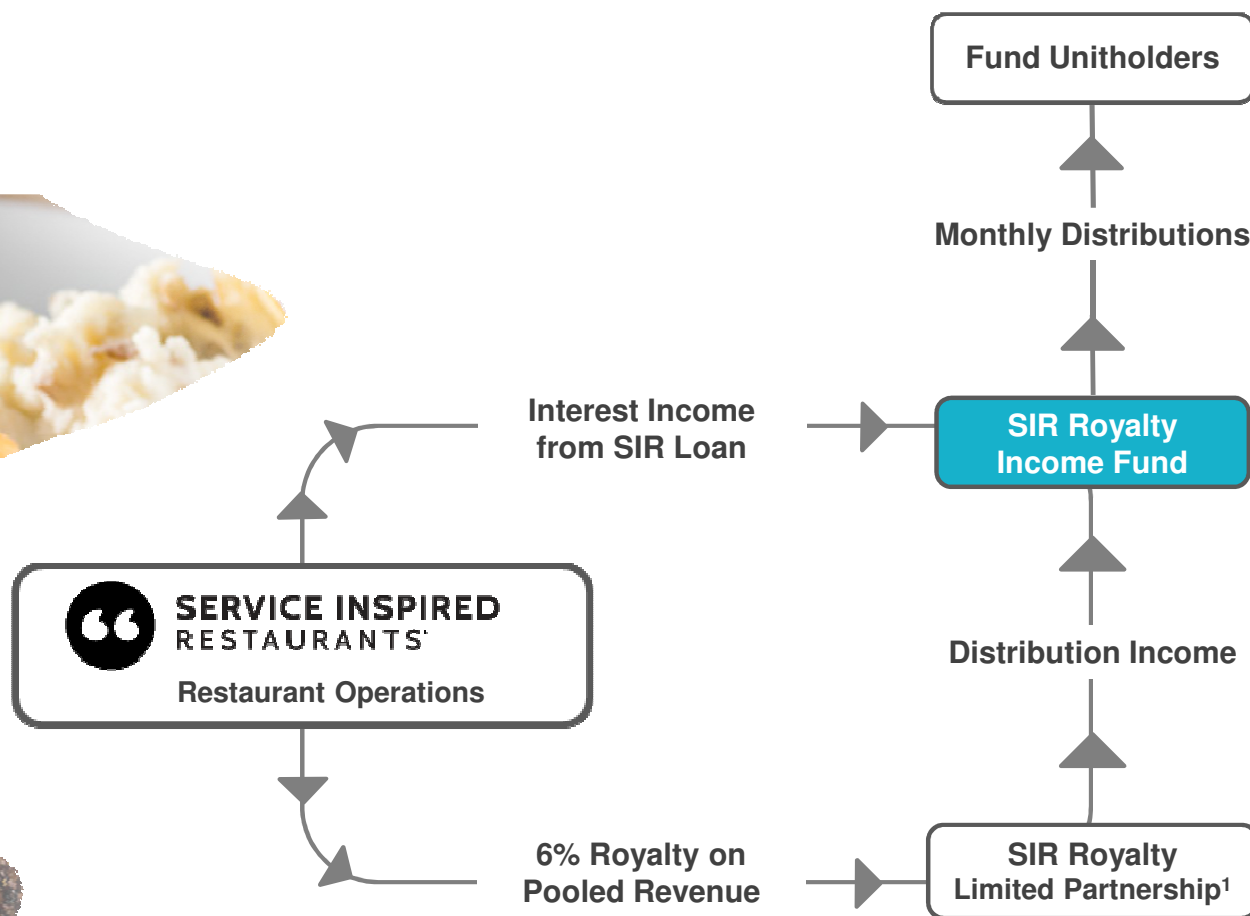 Fund Unitholders
Monthly Distributions
Interest Income
from SIR Loan
SIR Royalty
Income Fund
SERVICE INSPIRED
RESTAURANTS
Restaurant Operations
Distribution Income
6% Royalty on
Pooled Revenue
SIR Royalty
Limited Partnership¹